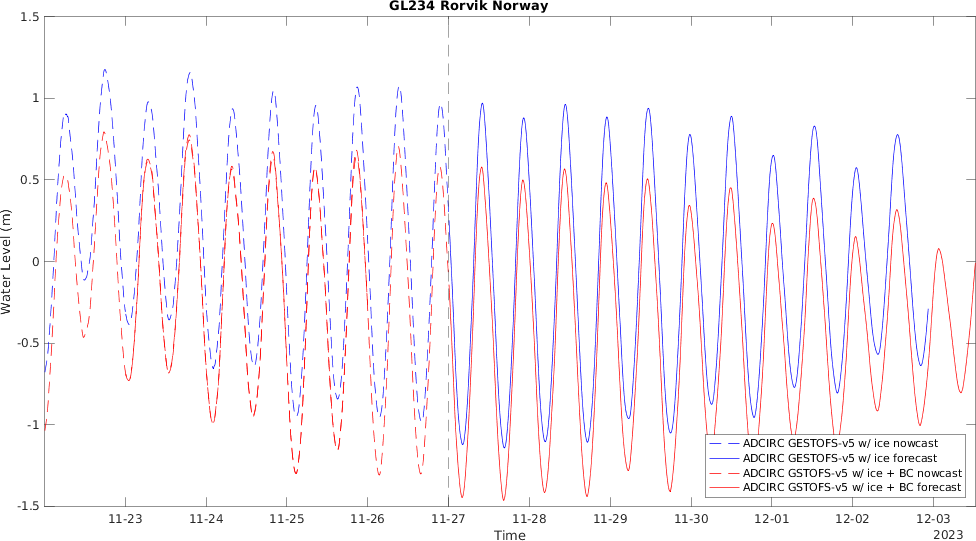 GL234 Rorvik Norway
1.5
1
0.5
0
-0.5
-1
-1.5
Water Level (m)
11-23 11-24 11-25 11-26 11-27 11-28 11-29 11-30 12-01 12-02 12-03
Time
2023
ADCIRC GESTOFS-v5 w/ ice nowcast
ADCIRC GESTOFS-v5 w/ ice forecast
ADCIRC GSTOFS-v5 w/ ice + BC nowcast
ADCIRC GSTOFS-v5 w/ ice + BC forecast